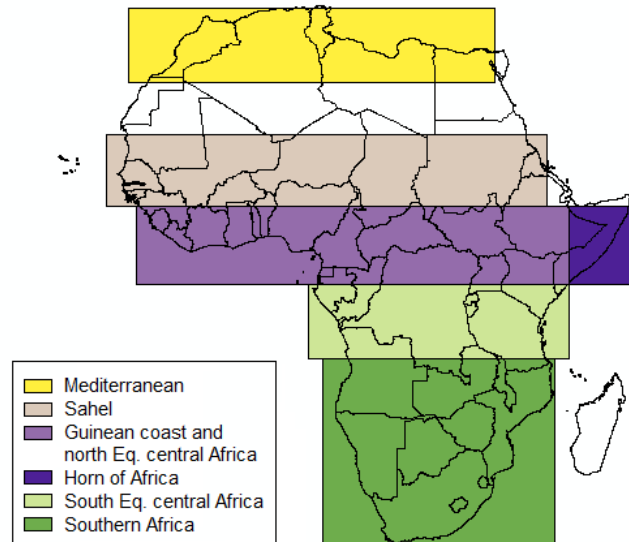 Mediterranean
Sahel
Guinean coast and
north Eq. central Africa
Horn of Africa
South Eq. central Africa
Southern Africa